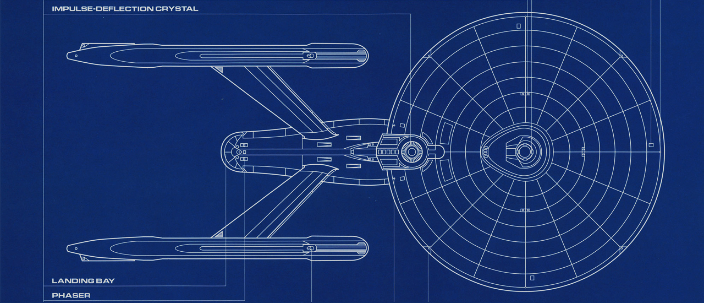 IMPULSE-DEFLECTION CRYSTAL
LANDING BAY
PHASER